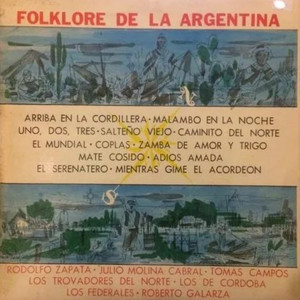 FOLKLORE DE LA ARGENTINA
ARRIBA EN LA CORDILLERA · MALAMBO EN LA NOCHE
UNO, DOS, TRES · SALTEÑO VIEJO · CAMINITO DEL NORTE
EL MUNDIAL · COPLAS · ZAMBA DE AMOR Y TRIGO
MATE COSIDO · ADIOS AMADA
EL SERENATERO · MIENTRAS GIME EL ACORDEON
RODOLFO ZAPATA · JULIO MOLINA CABRAL · TOMAS CAMPOS
LOS TROVADORES DEL NORTE · LOS DE CORDOBA
LOS FEDERALES · ROBERTO GALARZA